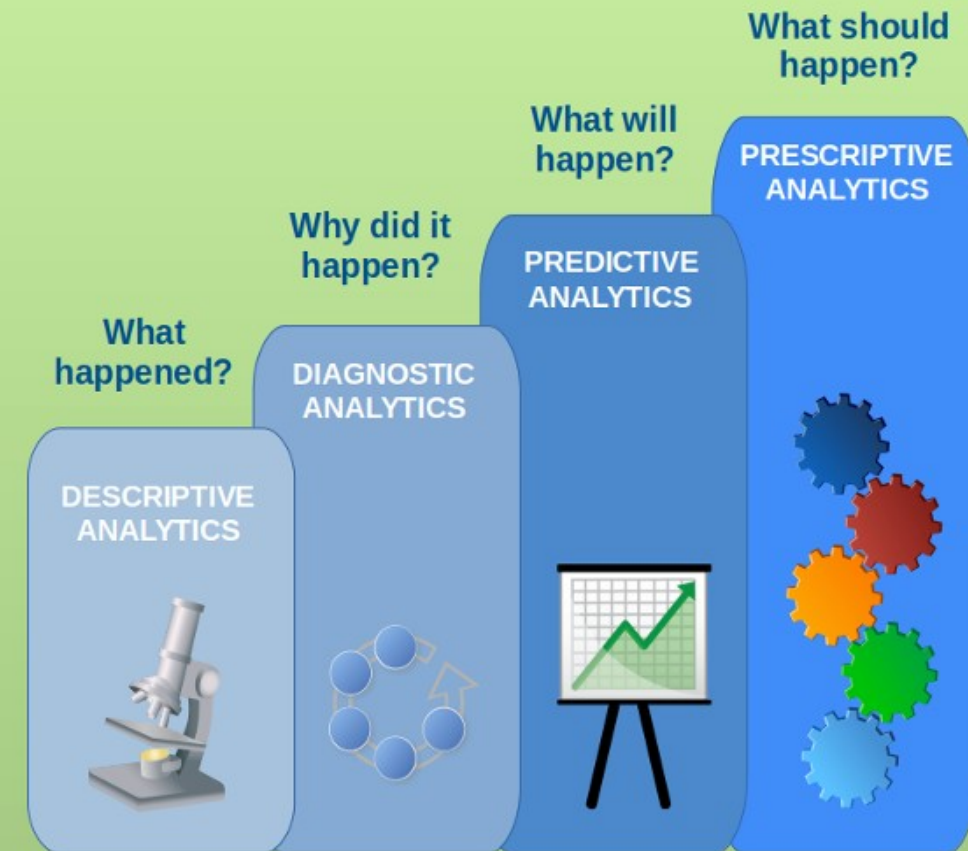 What
happened?
DESCRIPTIVE
ANALYTICS
Why did it
happen?
DIAGNOSTIC
ANALYTICS
What will
happen?
PREDICTIVE
ANALYTICS
What should
happen?
PRESCRIPTIVE
ANALYTICS